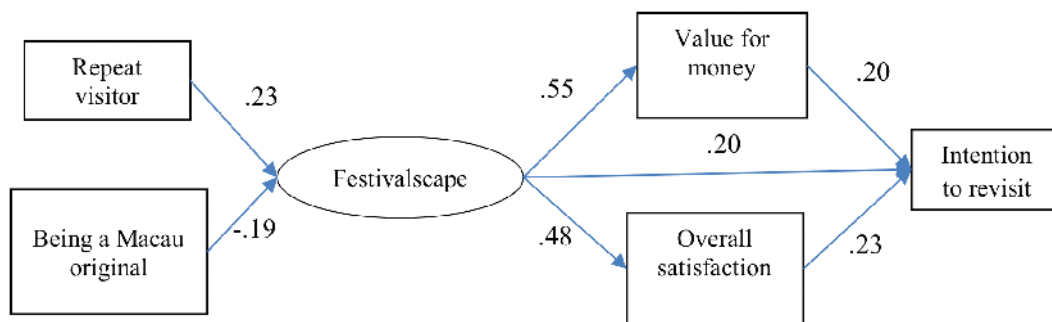 Repeat
visitor
.23
Being a Macau
original
-.19
Festivalscape
.55
Value for
money
.20
.20
.48
Overall
satisfaction
.23
Intention
to revisit